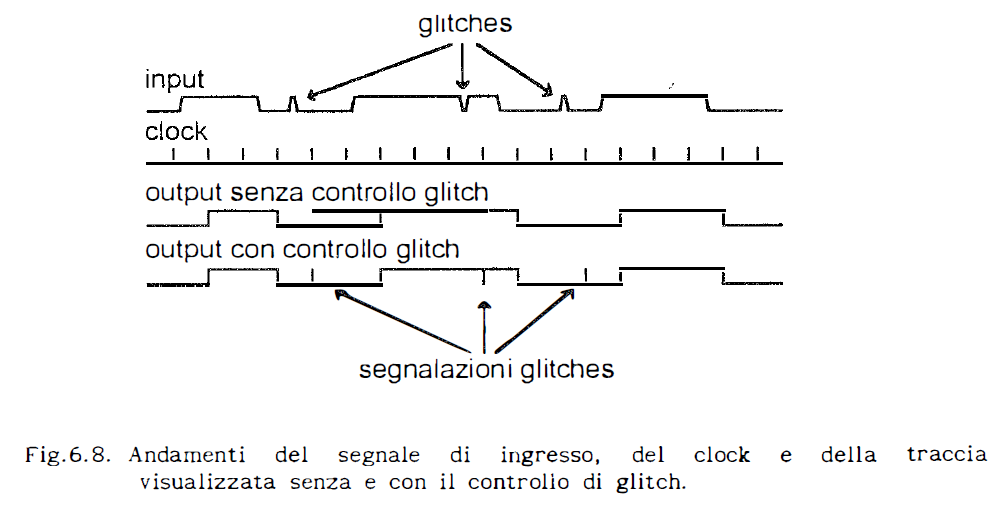 glitches
input
clock
output senza controllo glitch
output con controllo glitch
segnalazioni glitches
Fig.6.8. Andamenti del segnale di ingresso, del clock e della traccia
visualizzata senza e con il controllo di glitch.